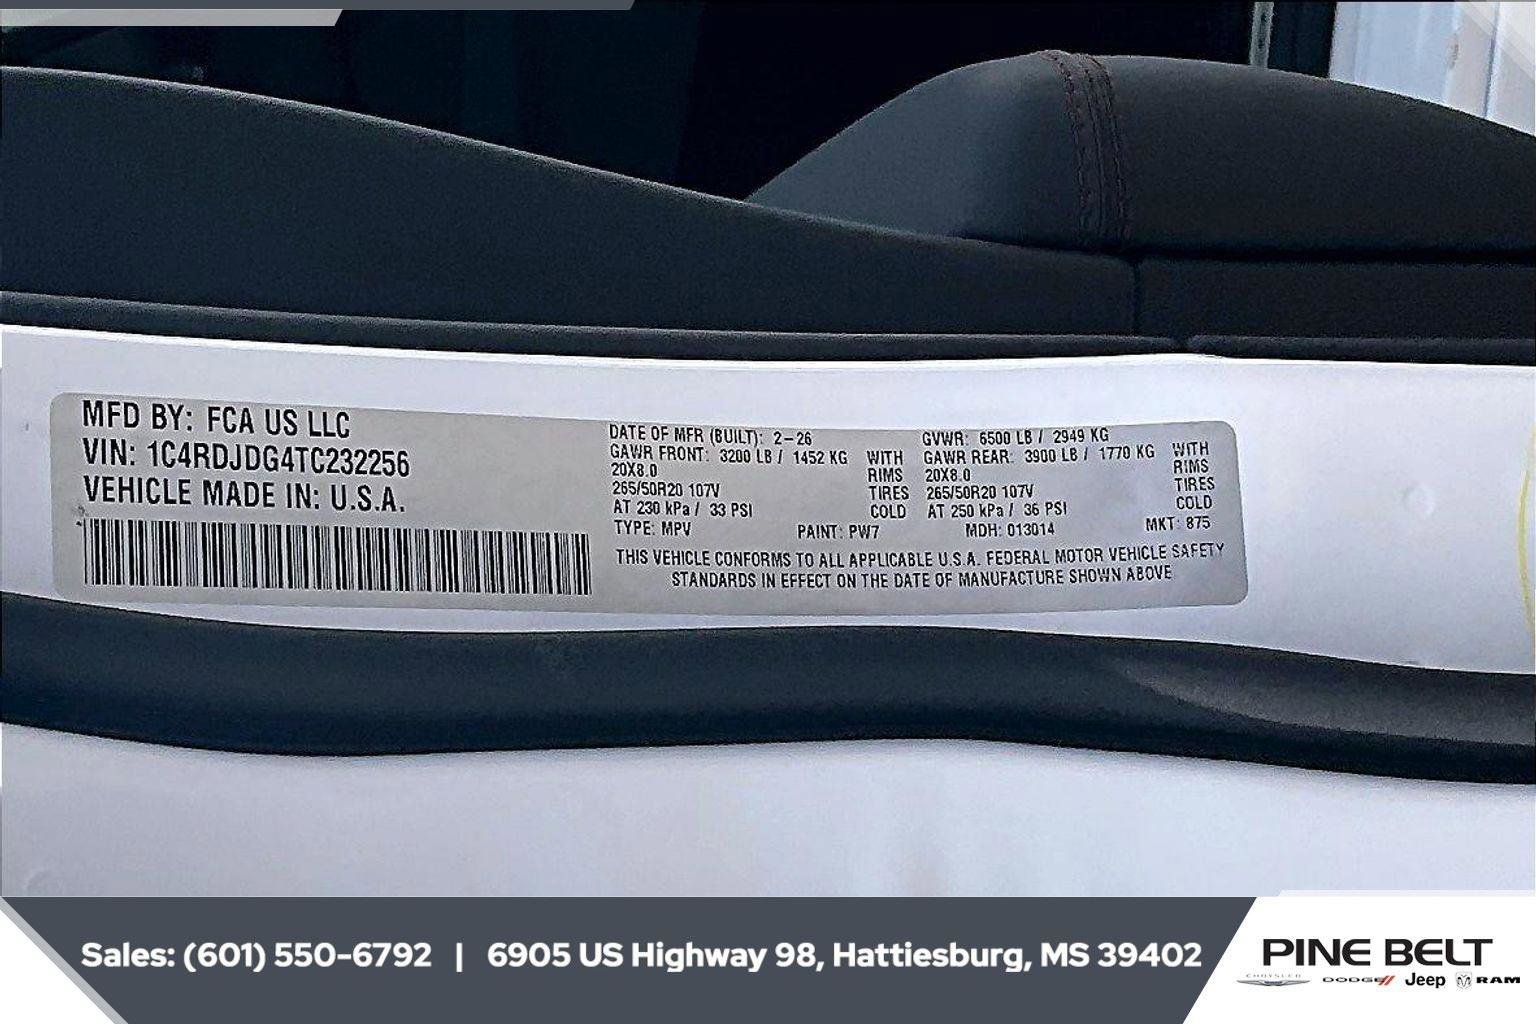 MFD BY: FCA US LLC
VIN: 1C4RDJDG4TC232256
VEHICLE MADE IN: U.S.A.
DATE OF MFR (BUILT): 2-26
GAWR FRONT: 3200 LB / 1452 KG WITH
20X8.0 RIMS
265/50R20 107V TIRES
AT 230 kPa / 33 PSI COLD
GVWR: 6500 LB / 2949 KG
GAWR REAR: 3900 LB / 1770 KG WITH
20X8.0 RIMS
265/50R20 107V TIRES
AT 250 kPa / 36 PSI COLD
TYPE: MPV PAINT: PW7 MDH: 013014 MKT: 875
THIS VEHICLE CONFORMS TO ALL APPLICABLE U.S.A. FEDERAL MOTOR VEHICLE SAFETY
STANDARDS IN EFFECT ON THE DATE OF MANUFACTURE SHOWN ABOVE
Sales: (601) 550-6792 | 6905 US Highway 98, Hattiesburg, MS 39402
PINE BELT
CHRYSLER DODGE Jeep RAM